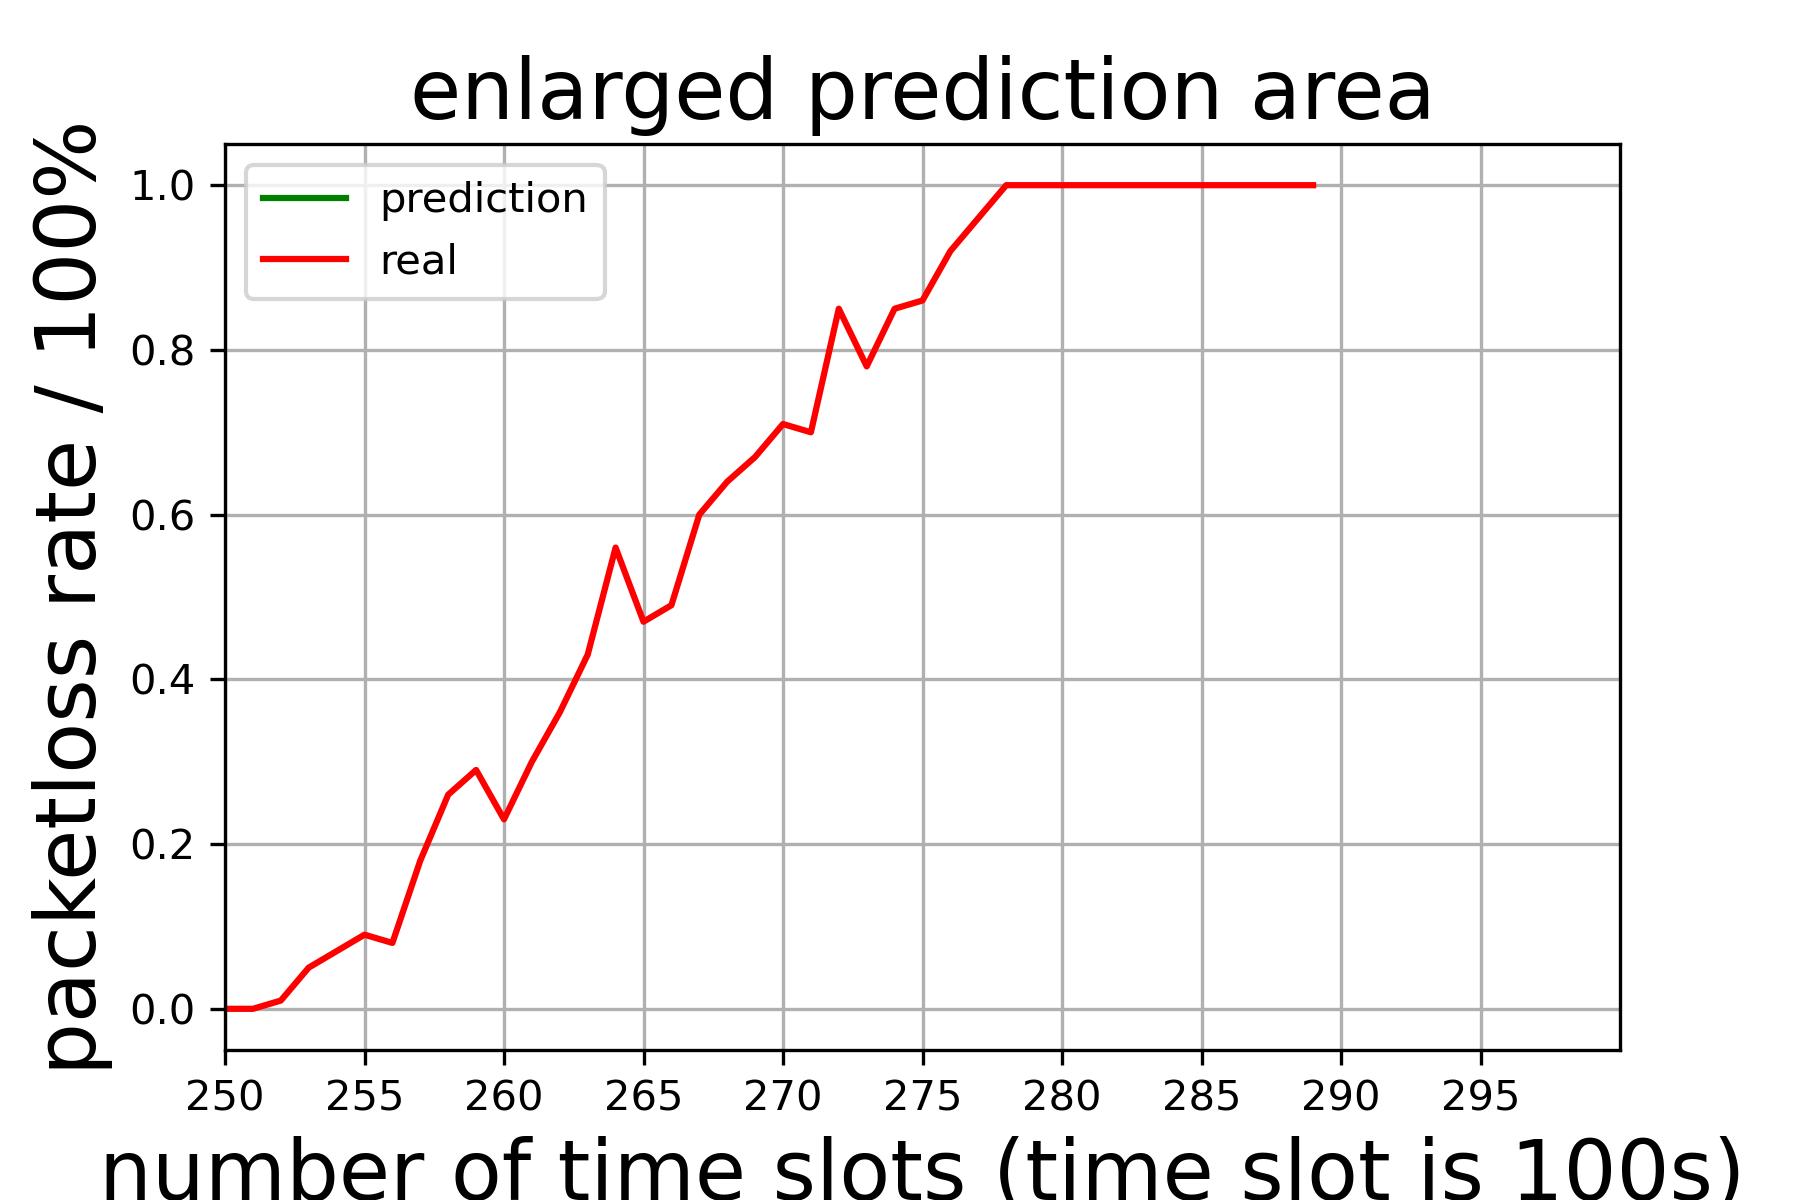 enlarged prediction area
packetloss rate / 100%
1.0
0.8
0.6
0.4
0.2
0.0
prediction
real
250 255 260 265 270 275 280 285 290 295
number of time slots (time slot is 100s)